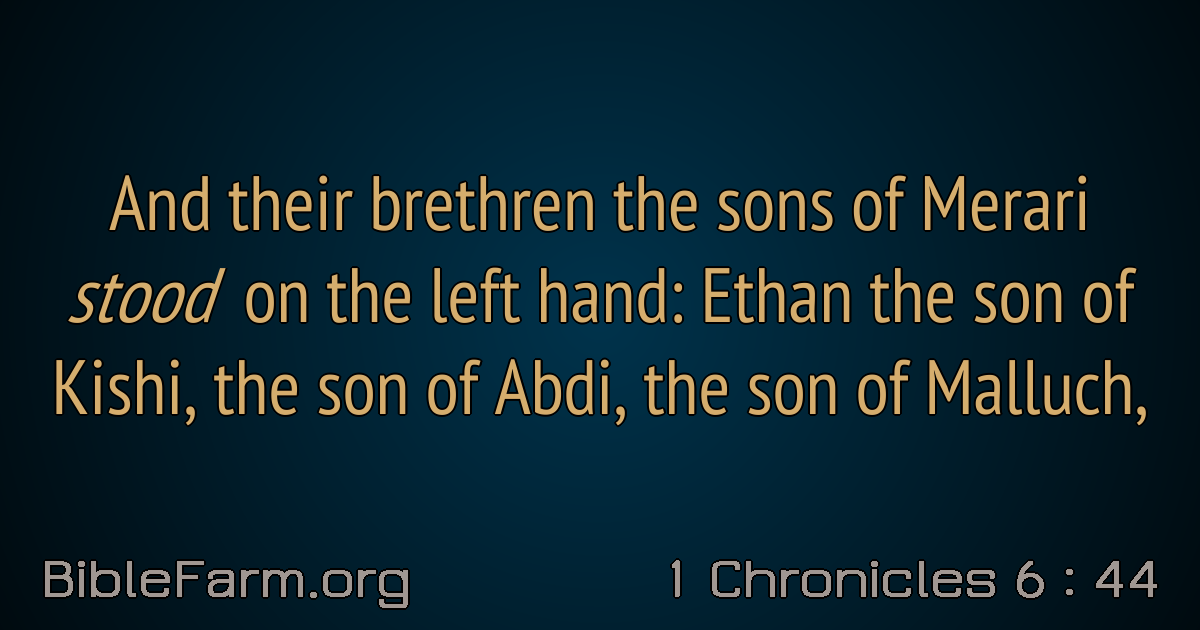 And their brethren the sons of Merari
stood on the left hand: Ethan the son of
Kishi, the son of Abdi, the son of Malluch,
BibleFarm.org
1 Chronicles 6 : 44